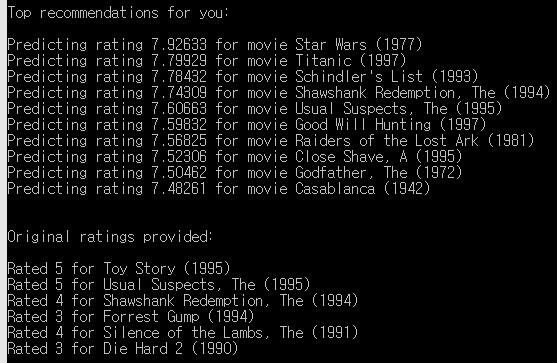 Top recommendations for you:
Predicting rating 7.92633 for movie Star Wars (1977)
Predicting rating 7.79929 for movie Titanic (1997)
Predicting rating 7.78432 for movie Schindler's List (1993)
Predicting rating 7.74309 for movie Shawshank Redemption, The (1994)
Predicting rating 7.60663 for movie Usual Suspects, The (1995)
Predicting rating 7.59832 for movie Good Will Hunting (1997)
Predicting rating 7.56825 for movie Raiders of the Lost Ark (1981)
Predicting rating 7.52306 for movie Close Shave, A (1995)
Predicting rating 7.50462 for movie Godfather, The (1972)
Predicting rating 7.48261 for movie Casablanca (1942)
Original ratings provided:
Rated 5 for Toy Story (1995)
Rated 5 for Usual Suspects, The (1995)
Rated 4 for Shawshank Redemption, The (1994)
Rated 3 for Forrest Gump (1994)
Rated 4 for Silence of the Lambs, The (1991)
Rated 3 for Die Hard 2 (1990)